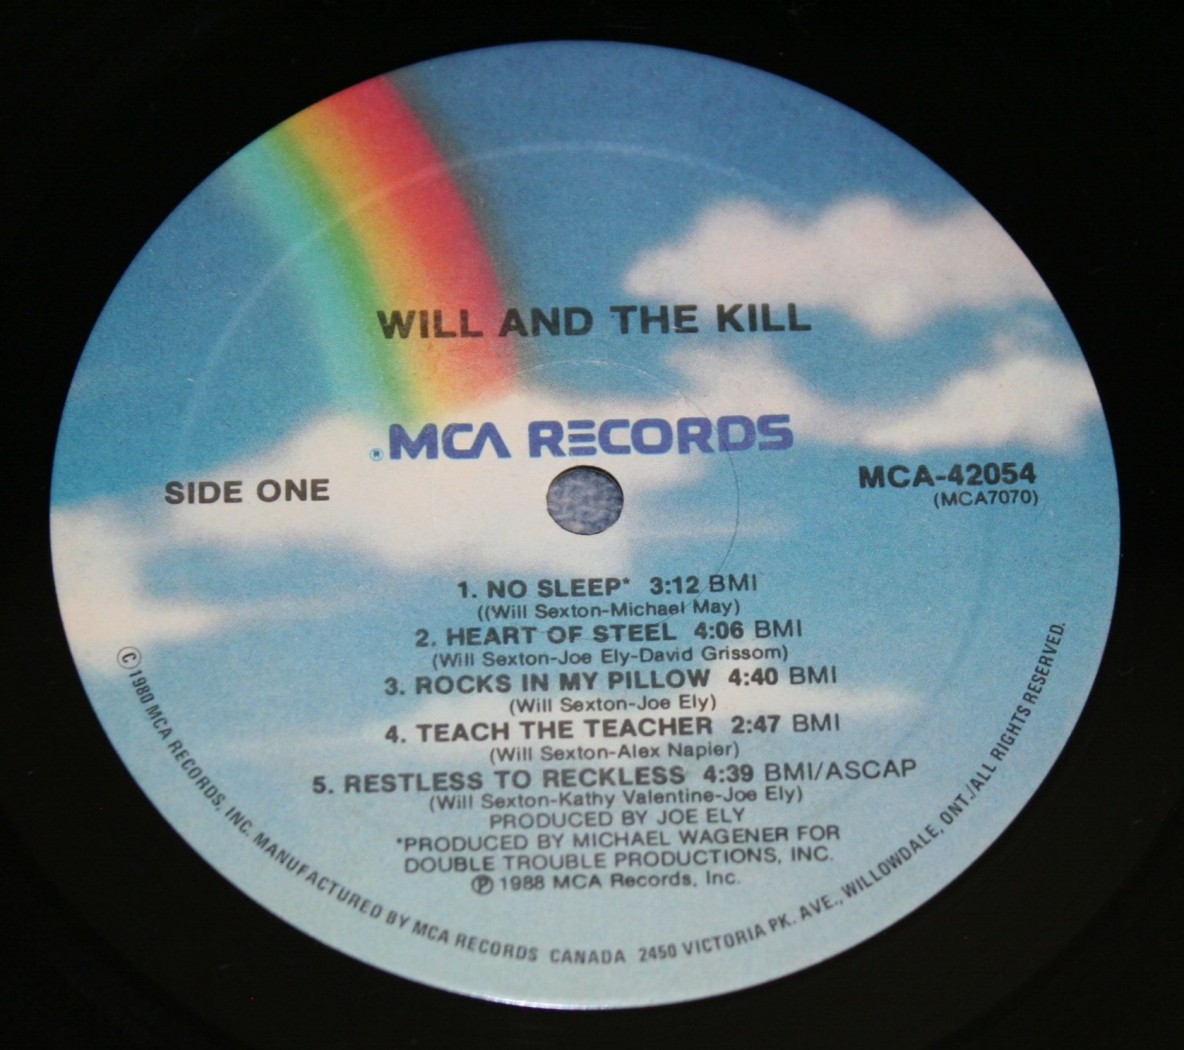 WILL AND THE KILL
® MCA RECORDS
SIDE ONE
MCA-42054
(MCA7070)
1. NO SLEEP* 3:12 BMI
((Will Sexton-Michael May)
2. HEART OF STEEL 4:06 BMI
(Will Sexton-Joe Ely-David Grissom)
3. ROCKS IN MY PILLOW 4:40 BMI
(Will Sexton-Joe Ely)
4. TEACH THE TEACHER 2:47 BMI
(Will Sexton-Alex Napier)
5. RESTLESS TO RECKLESS 4:39 BMI/ASCAP
(Will Sexton-Kathy Valentine-Joe Ely)
PRODUCED BY JOE ELY
*PRODUCED BY MICHAEL WAGENER FOR
DOUBLE TROUBLE PRODUCTIONS, INC.
℗ 1988 MCA Records, Inc.
© 1980 MCA RECORDS, INC. MANUFACTURED BY MCA RECORDS CANADA 2450 VICTORIA PK. AVE., WILLOWDALE, ONT./ALL RIGHTS RESERVED.